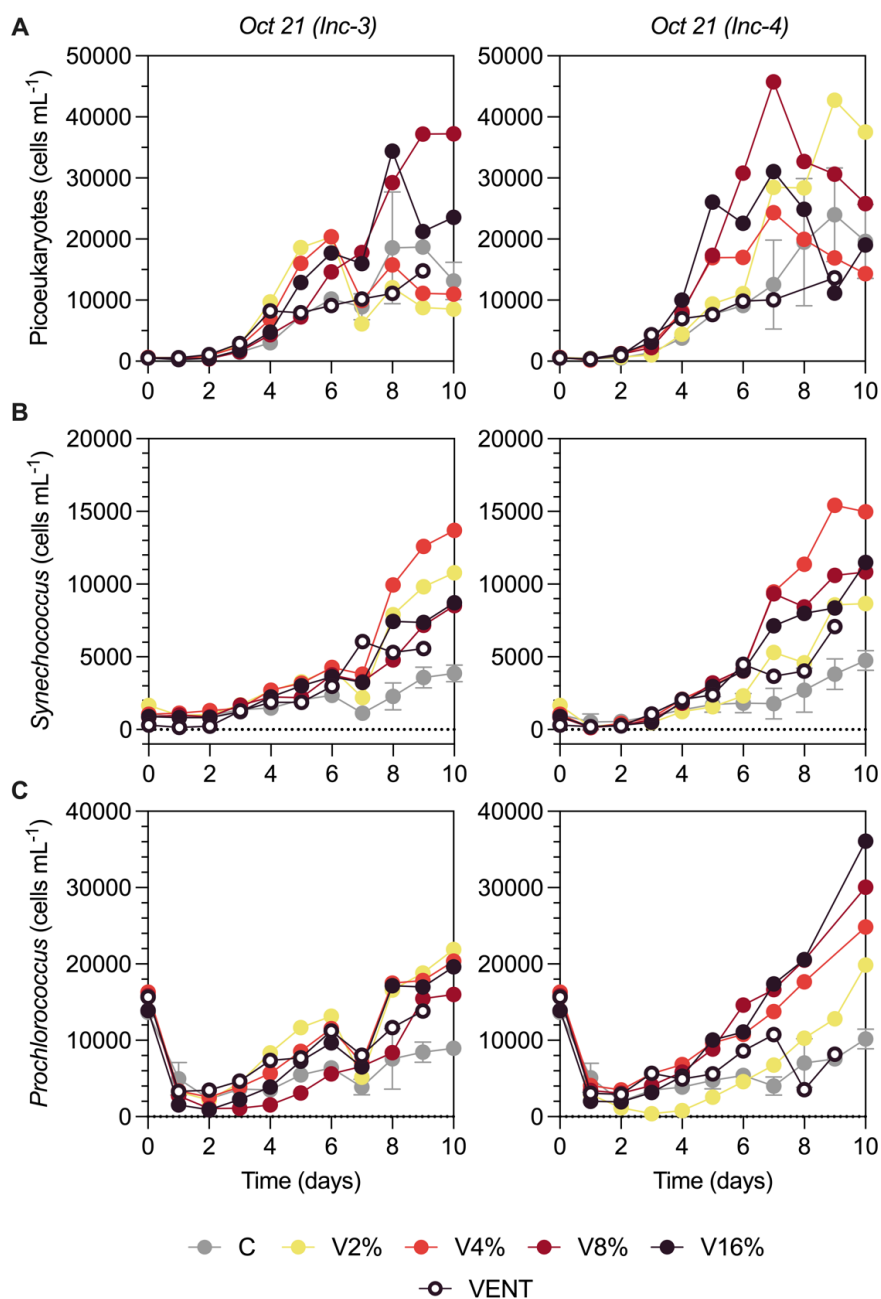 A
Oct 21 (Inc-3)
Oct 21 (Inc-4)
Picoeukaryotes (cells mL⁻¹)
50000
40000
30000
20000
10000
0
0 2 4 6 8 10
50000
40000
30000
20000
10000
0
0 2 4 6 8 10
B
Synechococcus (cells mL⁻¹)
20000
15000
10000
5000
0
0 2 4 6 8 10
20000
15000
10000
5000
0
0 2 4 6 8 10
C
Prochlorococcus (cells mL⁻¹)
40000
30000
20000
10000
0
0 2 4 6 8 10
Time (days)
40000
30000
20000
10000
0
0 2 4 6 8 10
Time (days)
C V2% V4% V8% V16%
VENT